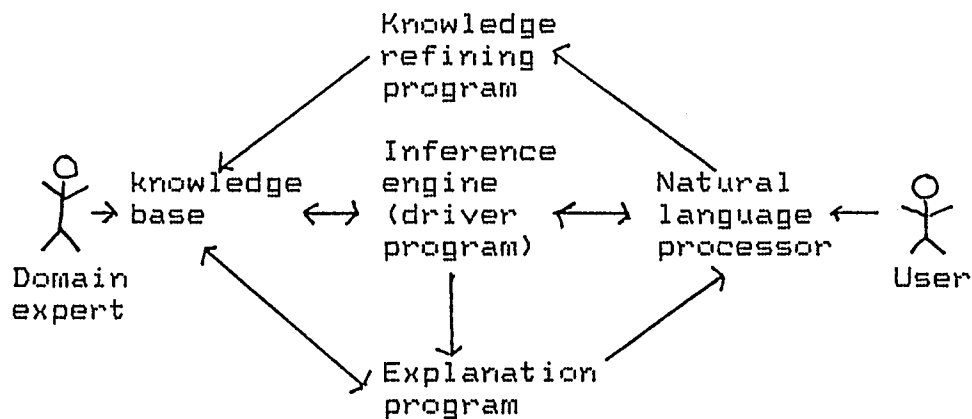 Knowledge
refining
program
knowledge
base
Inference
engine
(driver
program)
Natural
language
processor
Domain
expert
User
Explanation
program